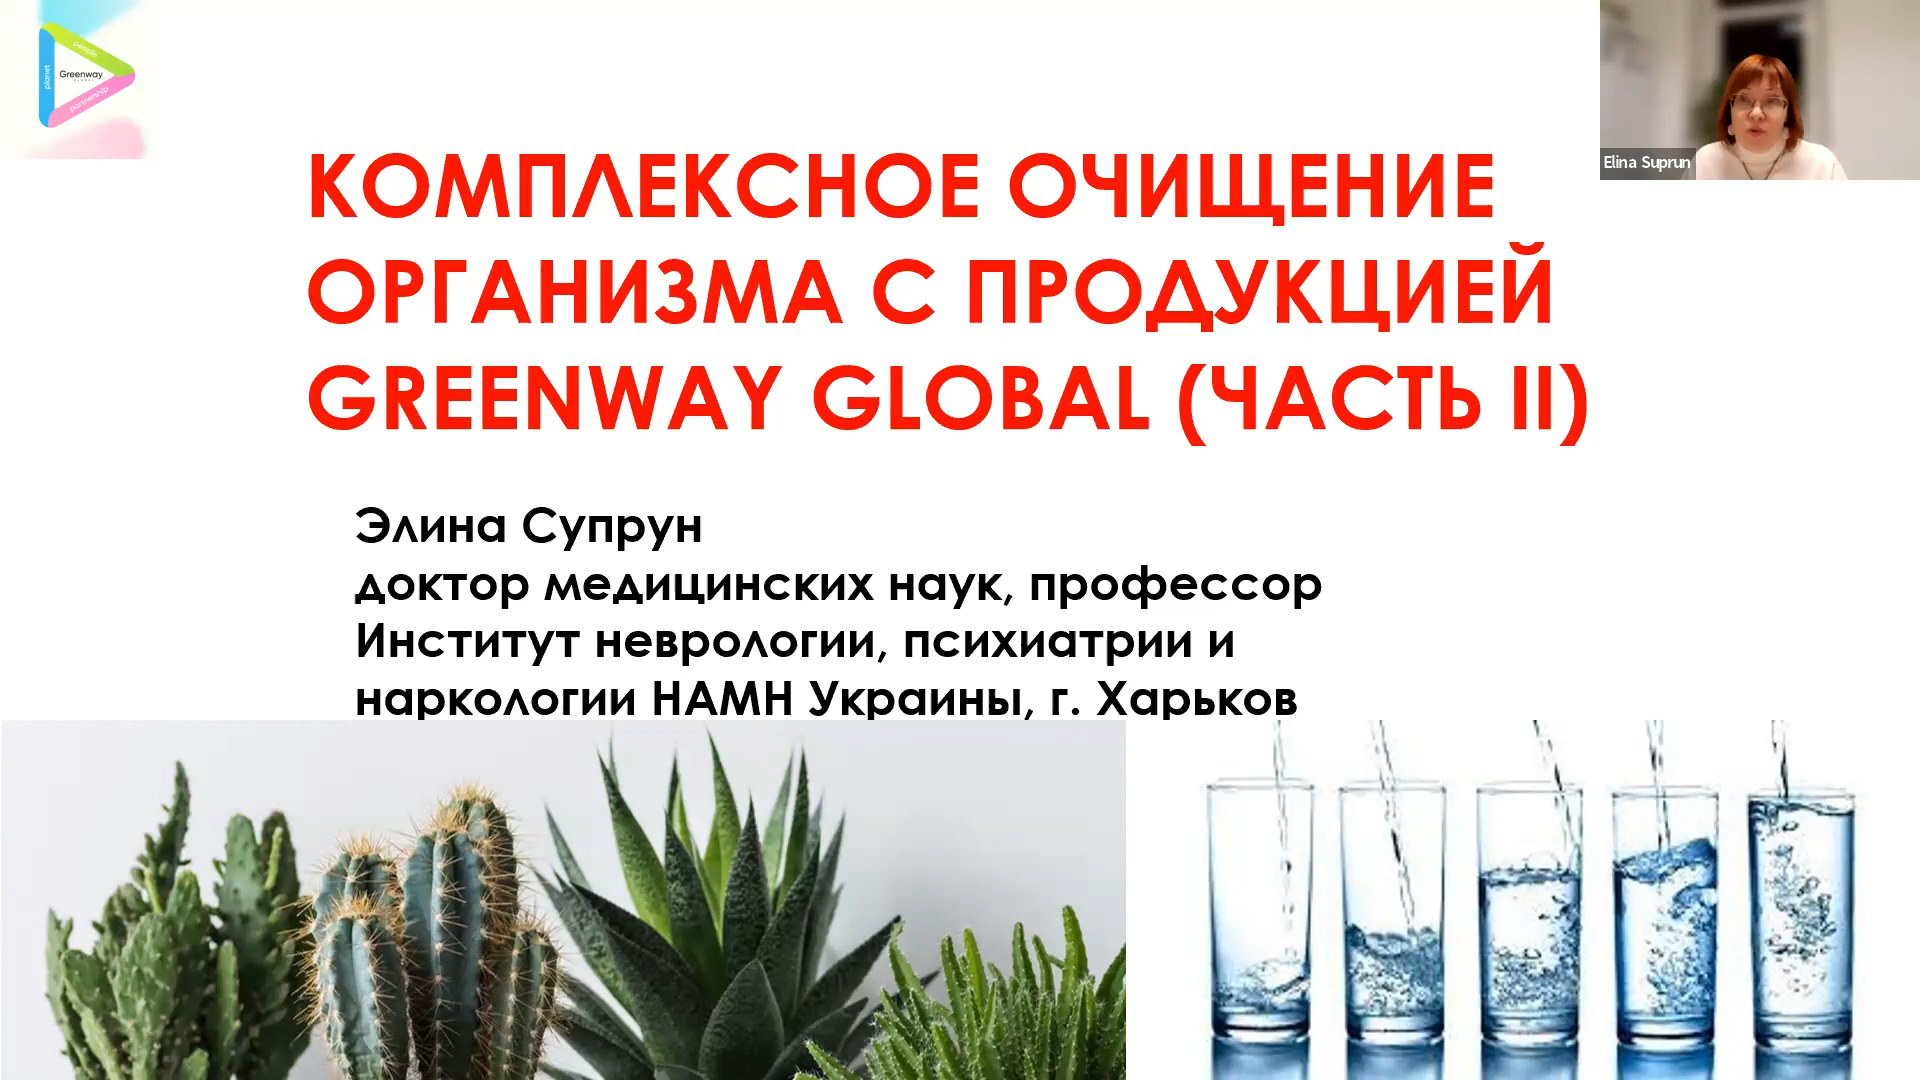 people
planet
Greenway
GLOBAL
partnership
Elina Suprun
КОМПЛЕКСНОЕ ОЧИЩЕНИЕ
ОРГАНИЗМА С ПРОДУКЦИЕЙ
GREENWAY GLOBAL (ЧАСТЬ II)
Элина Супрун
доктор медицинских наук, профессор
Институт неврологии, психиатрии и
наркологии НАМН Украины, г. Харьков